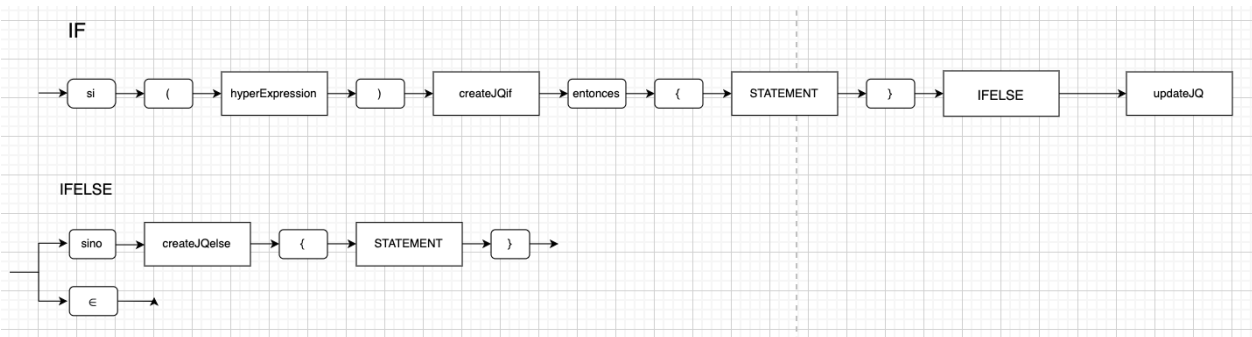 IF
si ( hyperExpression ) createJQif entonces { STATEMENT } IFELSE updateJQ
IFELSE
sino createJQelse { STATEMENT }
∈